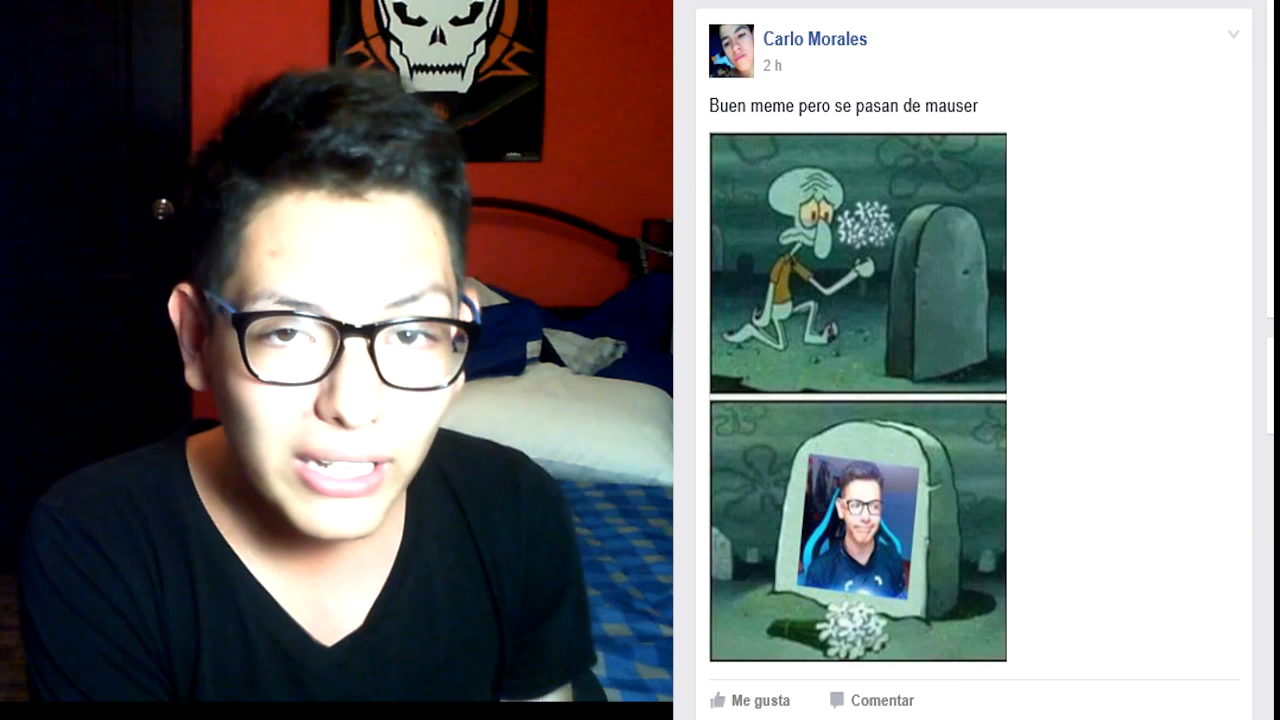 Carlo Morales
2 h
Buen meme pero se pasan de mauser
Me gusta
Comentar